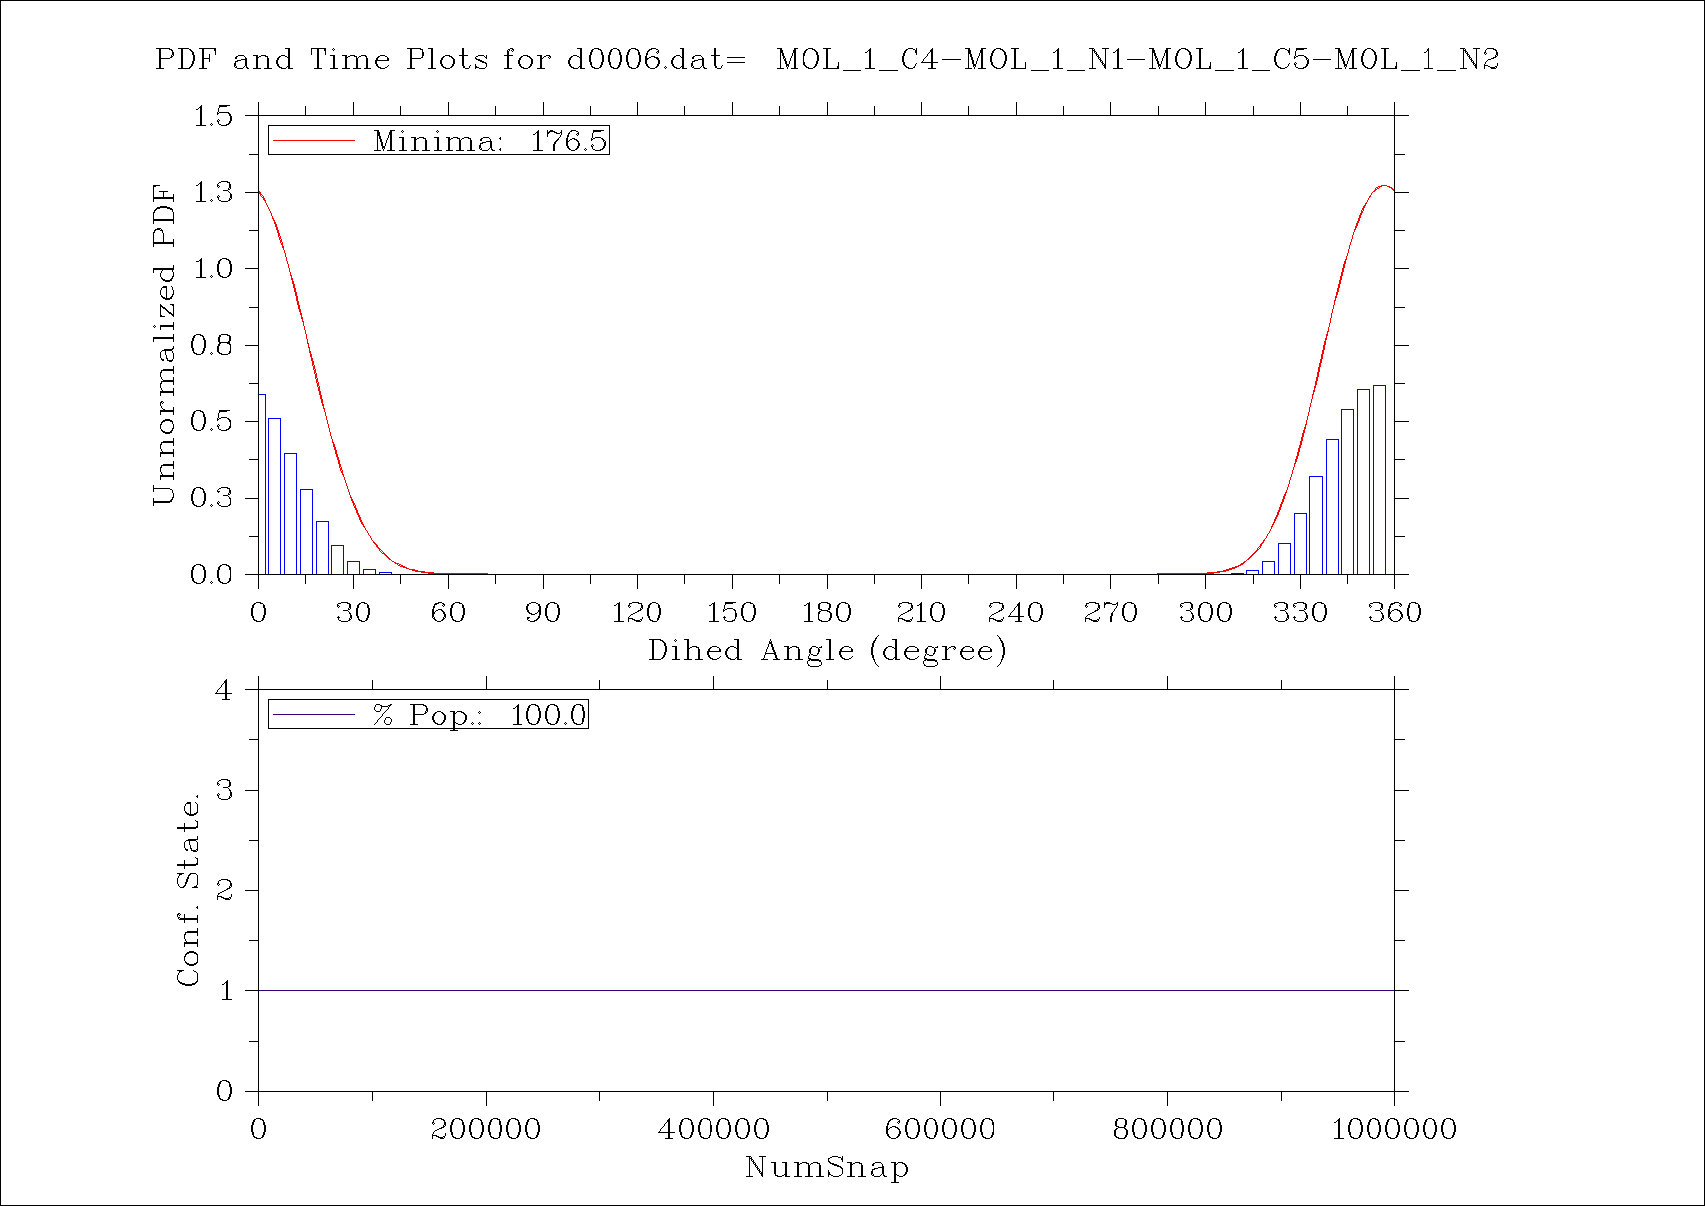 PDF and Time Plots for d0006.dat=  MOL_1_C4-MOL_1_N1-MOL_1_C5-MOL_1_N2
Minima:  176.5
Unnormalized PDF
1.5
1.3
1.0
0.8
0.5
0.3
0.0
0 30 60 90 120 150 180 210 240 270 300 330 360
Dihed Angle (degree)
% Pop.:  100.0
Conf. State.
4
3
2
1
0
0 200000 400000 600000 800000 1000000
NumSnap